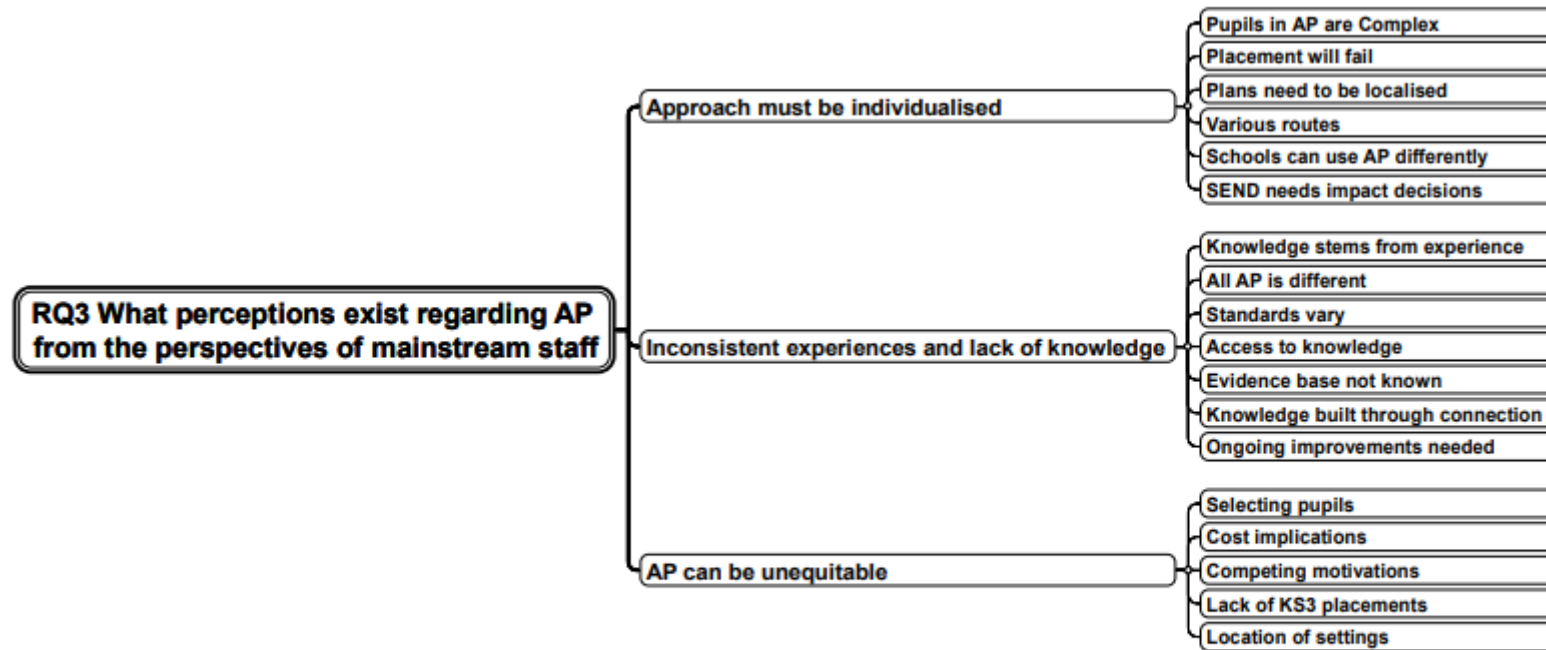 RQ3 What perceptions exist regarding AP
from the perspectives of mainstream staff
Approach must be individualised
Pupils in AP are Complex
Placement will fail
Plans need to be localised
Various routes
Schools can use AP differently
SEND needs impact decisions
Inconsistent experiences and lack of knowledge
Knowledge stems from experience
All AP is different
Standards vary
Access to knowledge
Evidence base not known
Knowledge built through connection
Ongoing improvements needed
AP can be unequitable
Selecting pupils
Cost implications
Competing motivations
Lack of KS3 placements
Location of settings